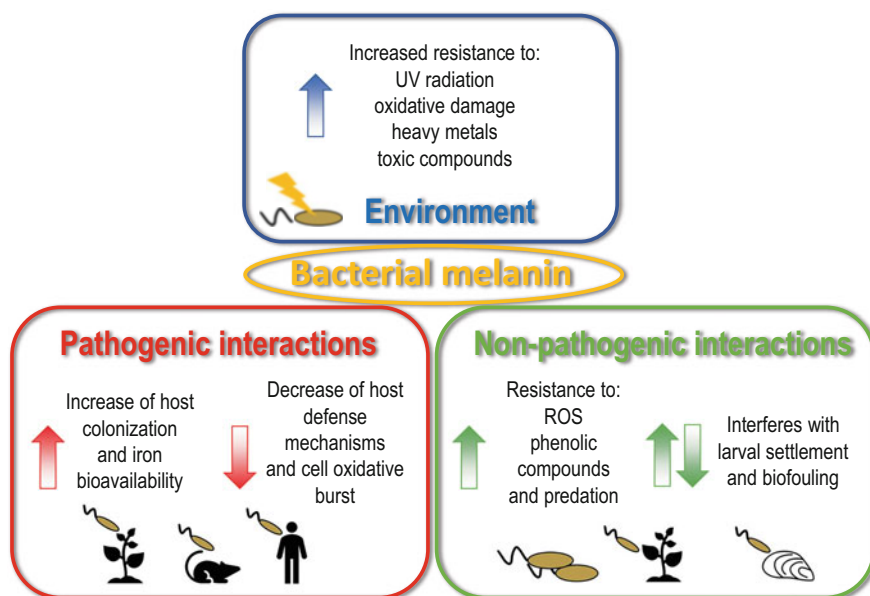 Increased resistance to:
UV radiation
oxidative damage
heavy metals
toxic compounds
Environment
Bacterial melanin
Pathogenic interactions
Increase of host
colonization
and iron
bioavailability
Decrease of host
defense
mechanisms
and cell oxidative
burst
Non-pathogenic interactions
Resistance to:
ROS
phenolic
compounds
and predation
Interferes with
larval settlement
and biofouling